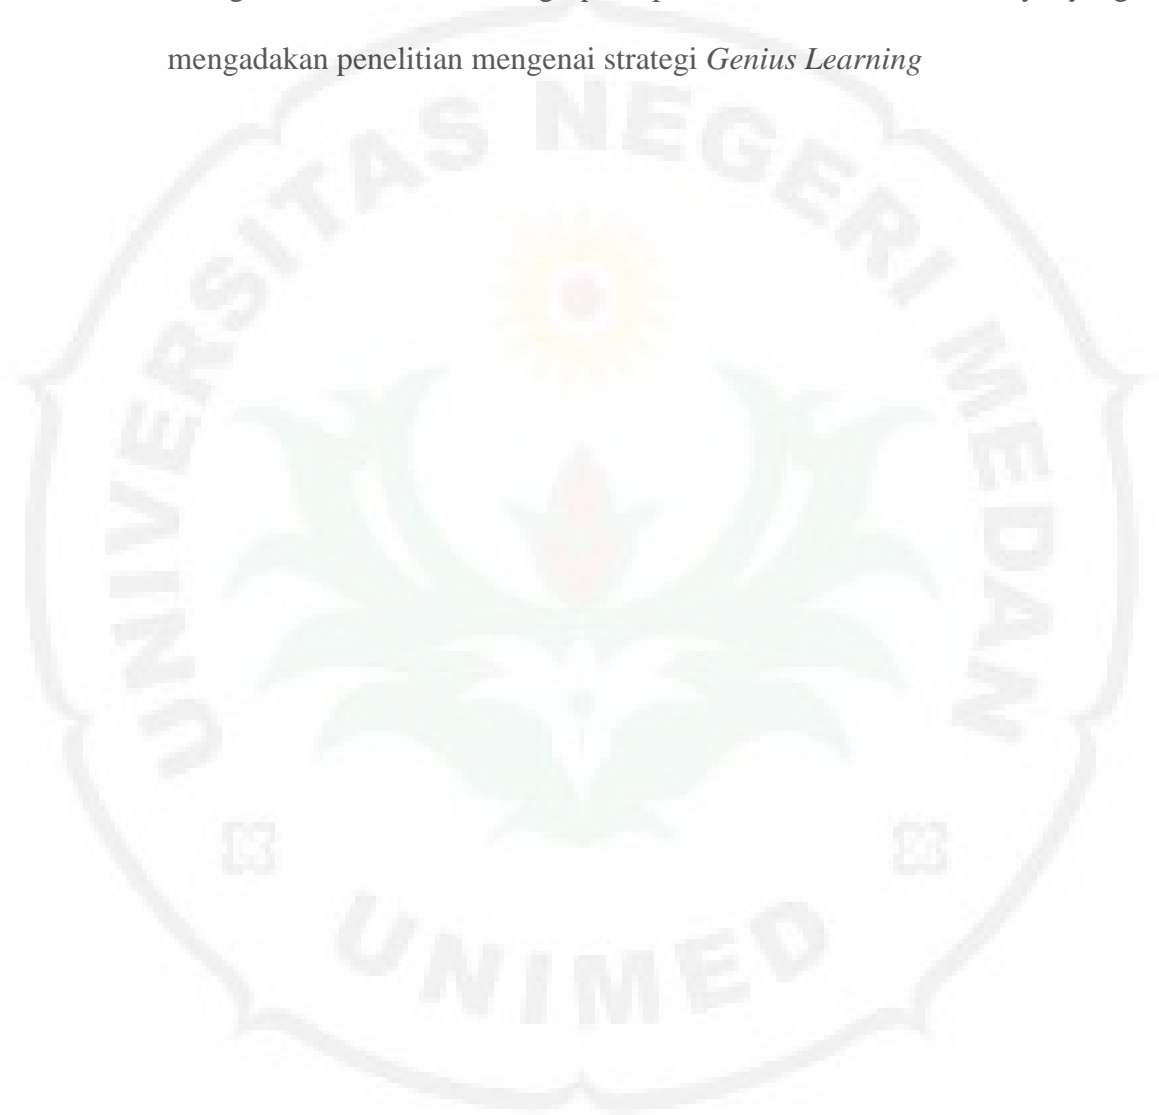 mengadakan penelitian mengenai strategi Genius Learning
UNIVERSITAS NEGERI MEDAN
UNIMED